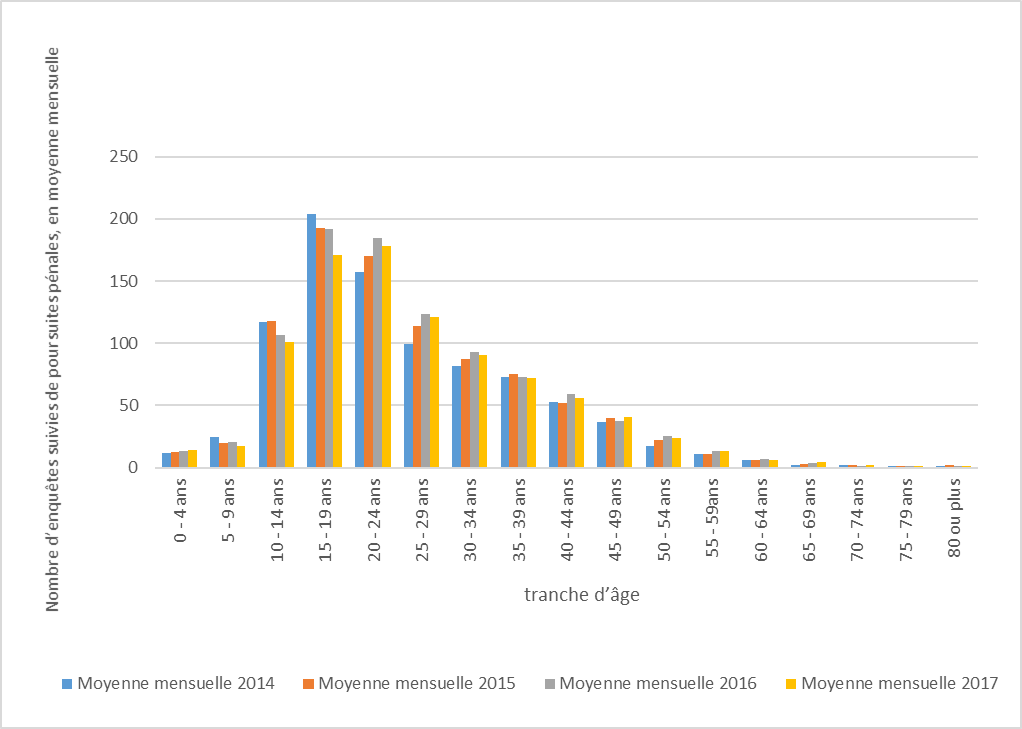 Nombre d'enquêtes suivies de pour suites pénales, en moyenne mensuelle
250
200
150
100
50
0
0 - 4 ans
5 - 9 ans
10 - 14 ans
15 - 19 ans
20 - 24 ans
25 - 29 ans
30 - 34 ans
35 - 39 ans
40 - 44 ans
45 - 49 ans
50 - 54 ans
55 - 59ans
60 - 64 ans
65 - 69 ans
70 - 74 ans
75 - 79 ans
80 ou plus
tranche d'âge
Moyenne mensuelle 2014 Moyenne mensuelle 2015 Moyenne mensuelle 2016 Moyenne mensuelle 2017